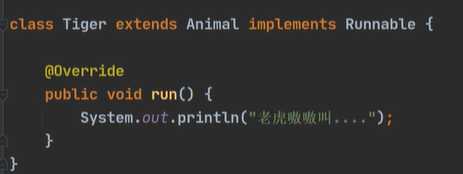 class Tiger extends Animal implements Runnable {
@Override
public void run() {
System.out.println("老虎嗷嗷叫....");
}
}